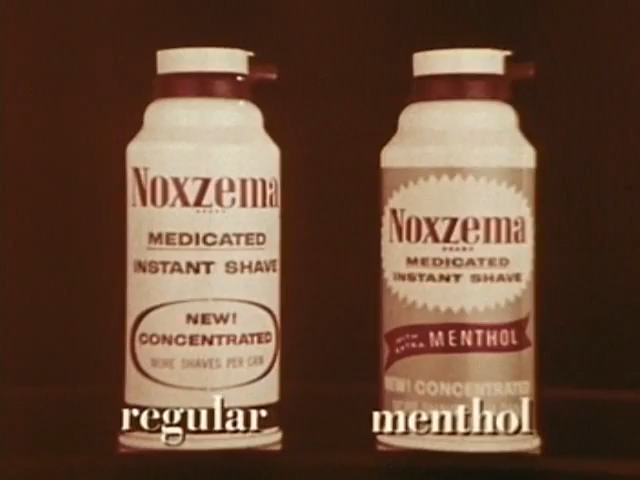 Noxzema
MEDICATED
INSTANT SHAVE
NEW!
CONCENTRATED
MORE SHAVES PER CAN
regular
Noxzema
MEDICATED
INSTANT SHAVE
MENTHOL
NEW! CONCENTRATED
menthol